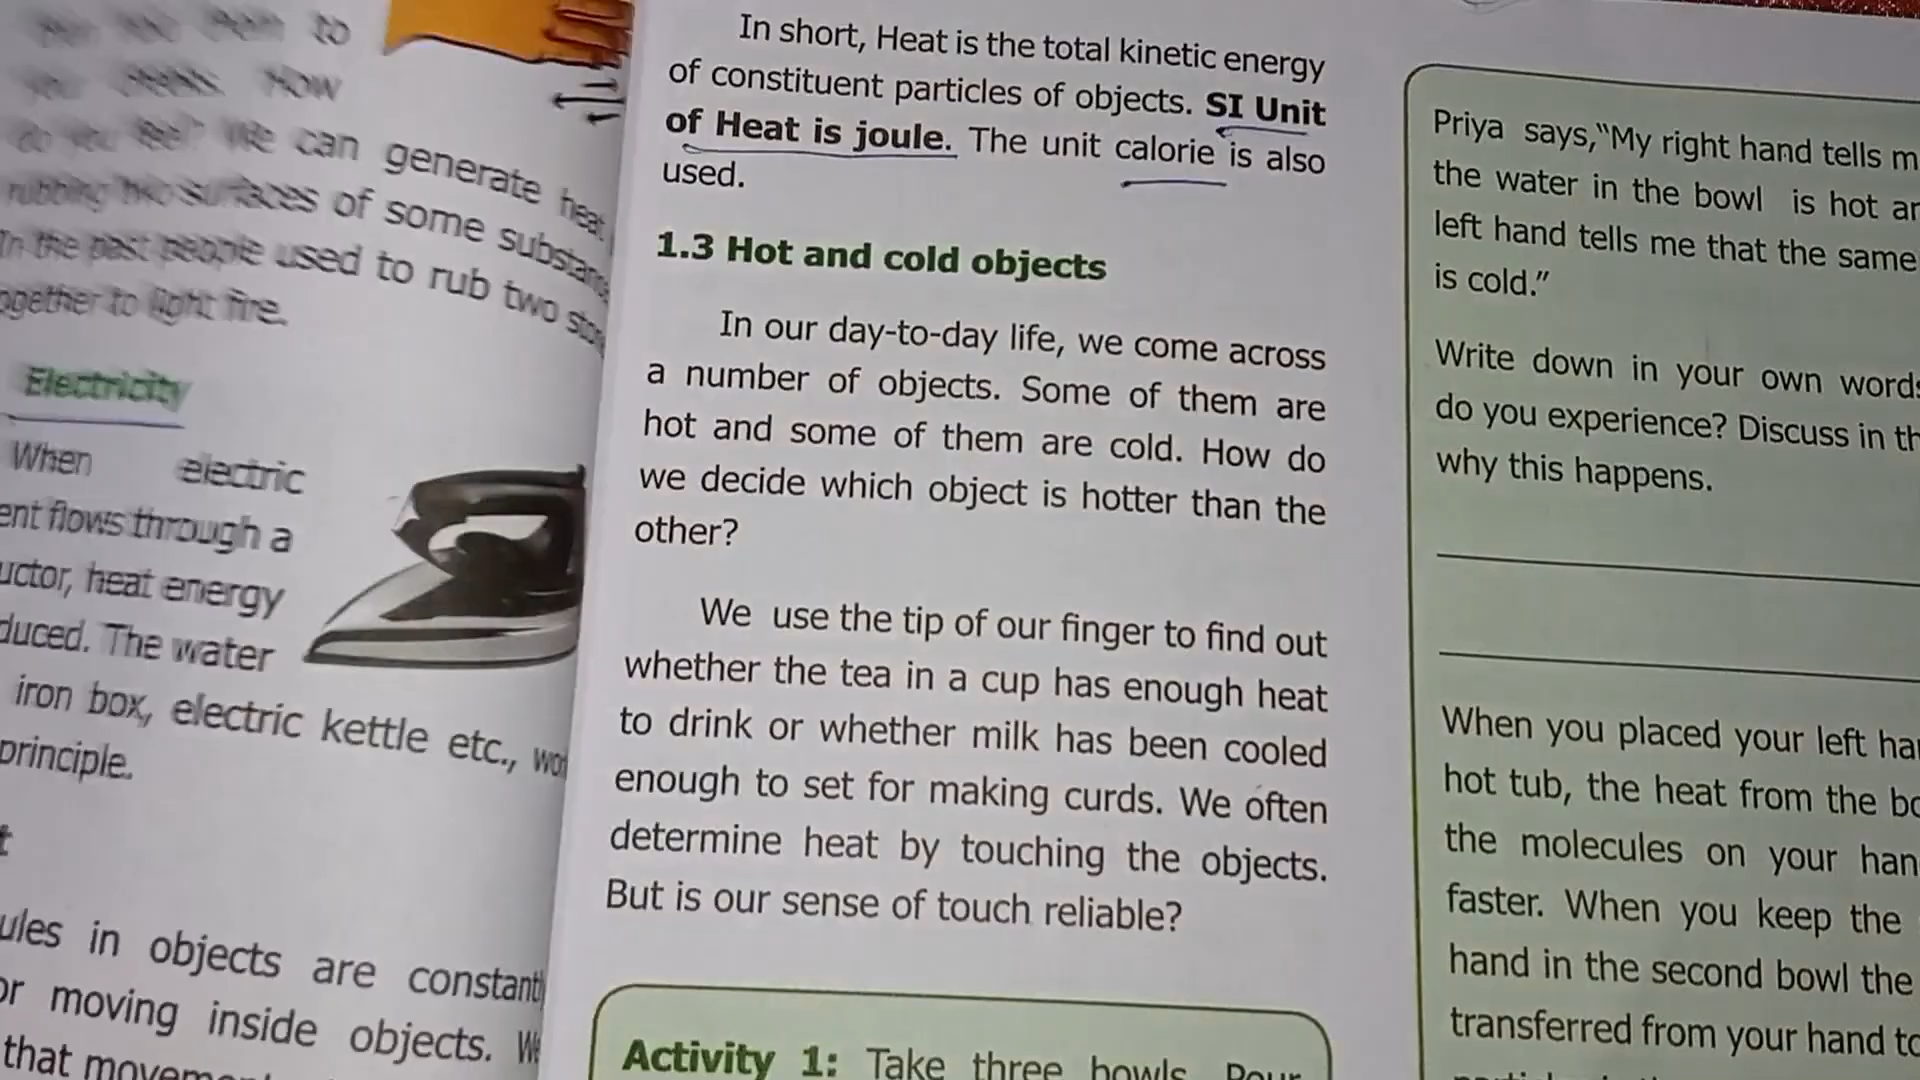 to
How
We can generate heat
rubbing two surfaces of some substance
In the past people used to rub two
together to light fire.
Electricity
When electric
ent flows through a
uctor, heat energy
duced. The water
iron box, electric kettle etc.,
principle.
t
ules in objects are constant
or moving inside objects. We
that
In short, Heat is the total kinetic energy
of constituent particles of objects. SI Unit
of Heat is joule. The unit calorie is also
used.
1.3 Hot and cold objects
In our day-to-day life, we come across
a number of objects. Some of them are
hot and some of them are cold. How do
we decide which object is hotter than the
other?
We use the tip of our finger to find out
whether the tea in a cup has enough heat
to drink or whether milk has been cooled
enough to set for making curds. We often
determine heat by touching the objects.
But is our sense of touch reliable?
Activity 1: Take three bowls. Pour
Priya says,"My right hand tells m
the water in the bowl is hot an
left hand tells me that the same
is cold."
Write down in your own words
do you experience? Discuss in th
why this happens.
When you placed your left han
hot tub, the heat from the bo
the molecules on your han
faster. When you keep the
hand in the second bowl the
transferred from your hand to